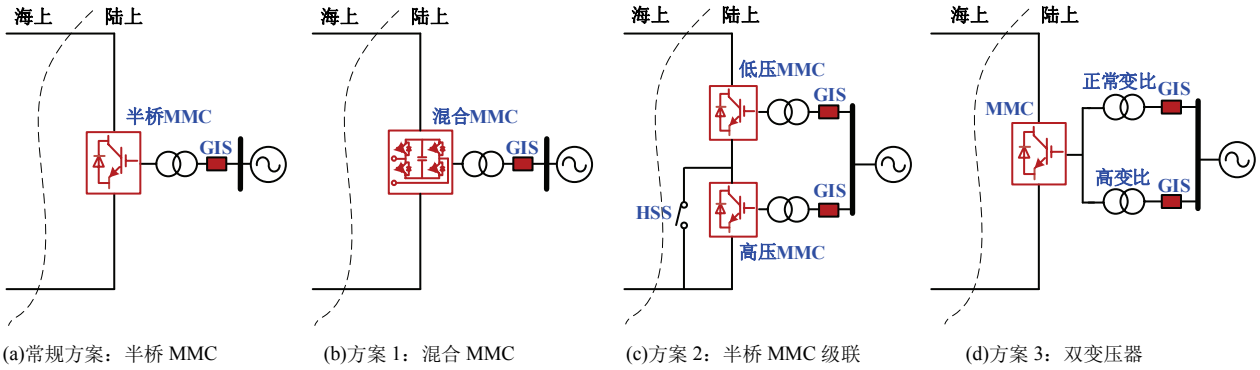 海上 陆上
半桥MMC
GIS
(a)常规方案：半桥 MMC
海上 陆上
混合MMC
GIS
(b)方案 1：混合 MMC
海上 陆上
低压MMC
GIS
HSS
GIS
高压MMC
(c)方案 2：半桥 MMC 级联
海上 陆上
MMC
正常变比
GIS
高变比
GIS
(d)方案 3：双变压器